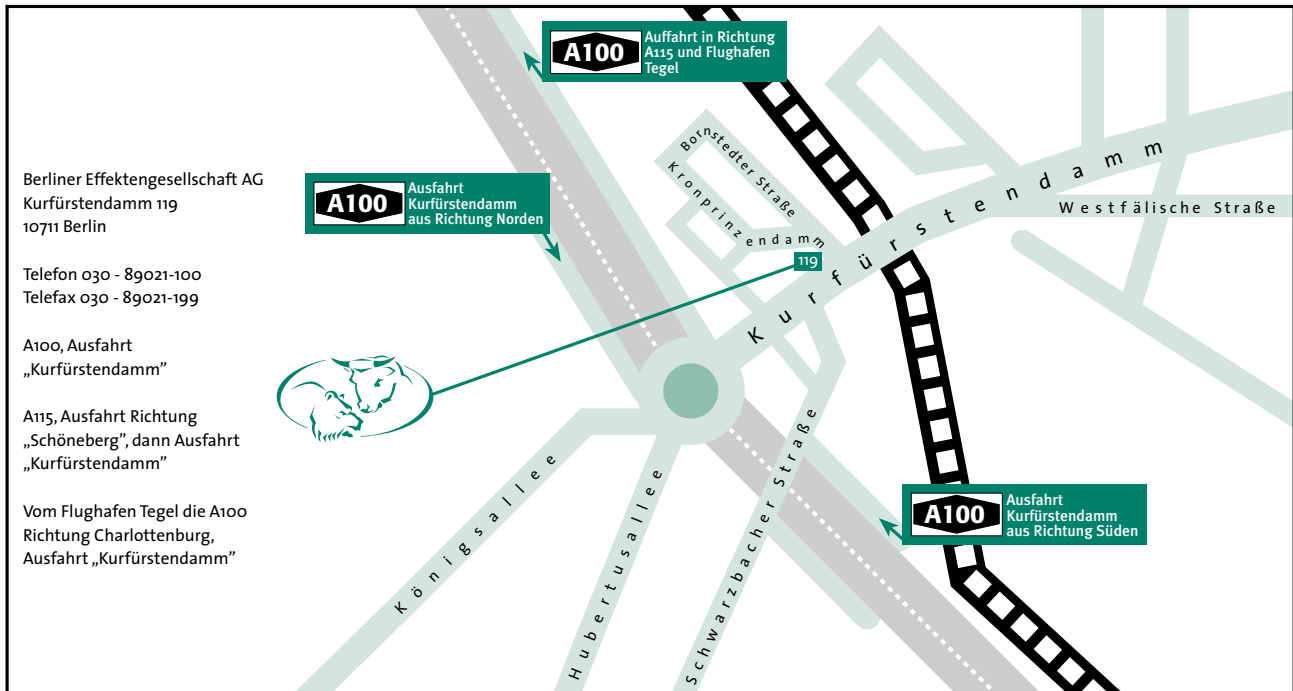 Berliner Effektengesellschaft AG
Kurfürstendamm 119
10711 Berlin
Telefon 030 - 89021-100
Telefax 030 - 89021-199
A100, Ausfahrt
„Kurfürstendamm”
A115, Ausfahrt Richtung
„Schöneberg”, dann Ausfahrt
„Kurfürstendamm”
Vom Flughafen Tegel die A100
Richtung Charlottenburg,
Ausfahrt „Kurfürstendamm”
A100
Auffahrt in Richtung
A115 und Flughafen
Tegel
A100
Ausfahrt
Kurfürstendamm
aus Richtung Norden
Bornstedter Straße
Kronprinzendamm
119
Kurfürstendamm
Westfälische Straße
Königsallee
Hubertusallee
Schwarzbacher Straße
A100
Ausfahrt
Kurfürstendamm
aus Richtung Süden